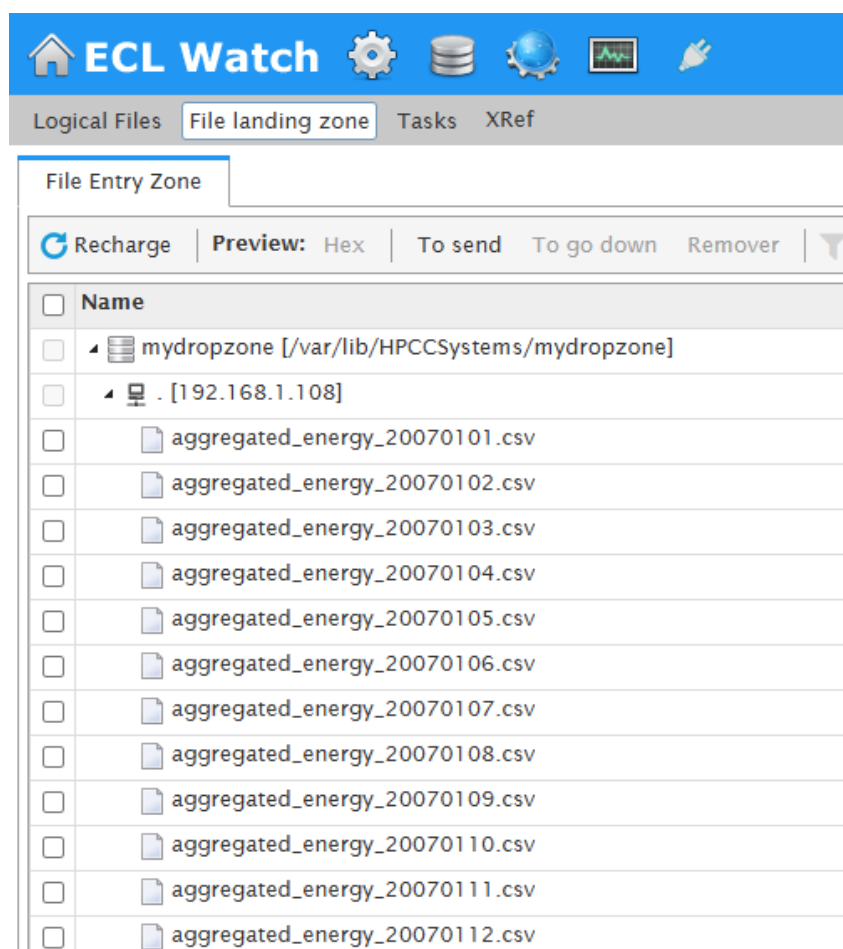 ECL Watch
Logical Files File landing zone Tasks XRef
File Entry Zone
Recharge Preview: Hex To send To go down Remover
Name
mydropzone [/var/lib/HPCCSystems/mydropzone]
. [192.168.1.108]
aggregated_energy_20070101.csv
aggregated_energy_20070102.csv
aggregated_energy_20070103.csv
aggregated_energy_20070104.csv
aggregated_energy_20070105.csv
aggregated_energy_20070106.csv
aggregated_energy_20070107.csv
aggregated_energy_20070108.csv
aggregated_energy_20070109.csv
aggregated_energy_20070110.csv
aggregated_energy_20070111.csv
aggregated_energy_20070112.csv